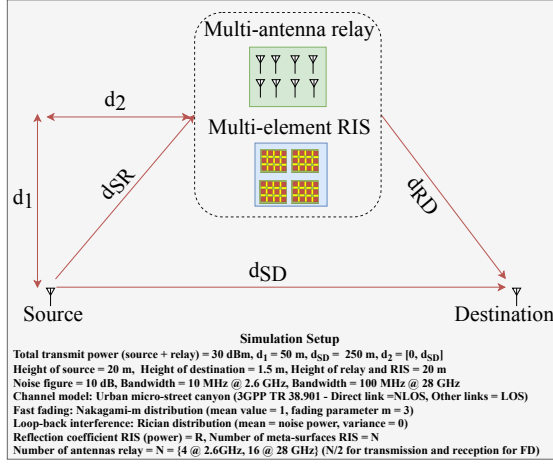 Multi-antenna relay
Multi-element RIS
d2
d1
dSR
dRD
dSD
Source
Destination
Simulation Setup
Total transmit power (source + relay) = 30 dBm, d1 = 50 m, dSD = 250 m, d2 = [0, dSD]
Height of source = 20 m, Height of destination = 1.5 m, Height of relay and RIS = 20 m
Noise figure = 10 dB, Bandwidth = 10 MHz @ 2.6 GHz, Bandwidth = 100 MHz @ 28 GHz
Channel model: Urban micro-street canyon (3GPP TR 38.901 - Direct link =NLOS, Other links = LOS)
Fast fading: Nakagami-m distribution (mean value = 1, fading parameter m = 3)
Loop-back interference: Rician distribution (mean = noise power, variance = 0)
Reflection coefficient RIS (power) = R, Number of meta-surfaces RIS = N
Number of antennas relay = N = {4 @ 2.6GHz, 16 @ 28 GHz} (N/2 for transmission and reception for FD)